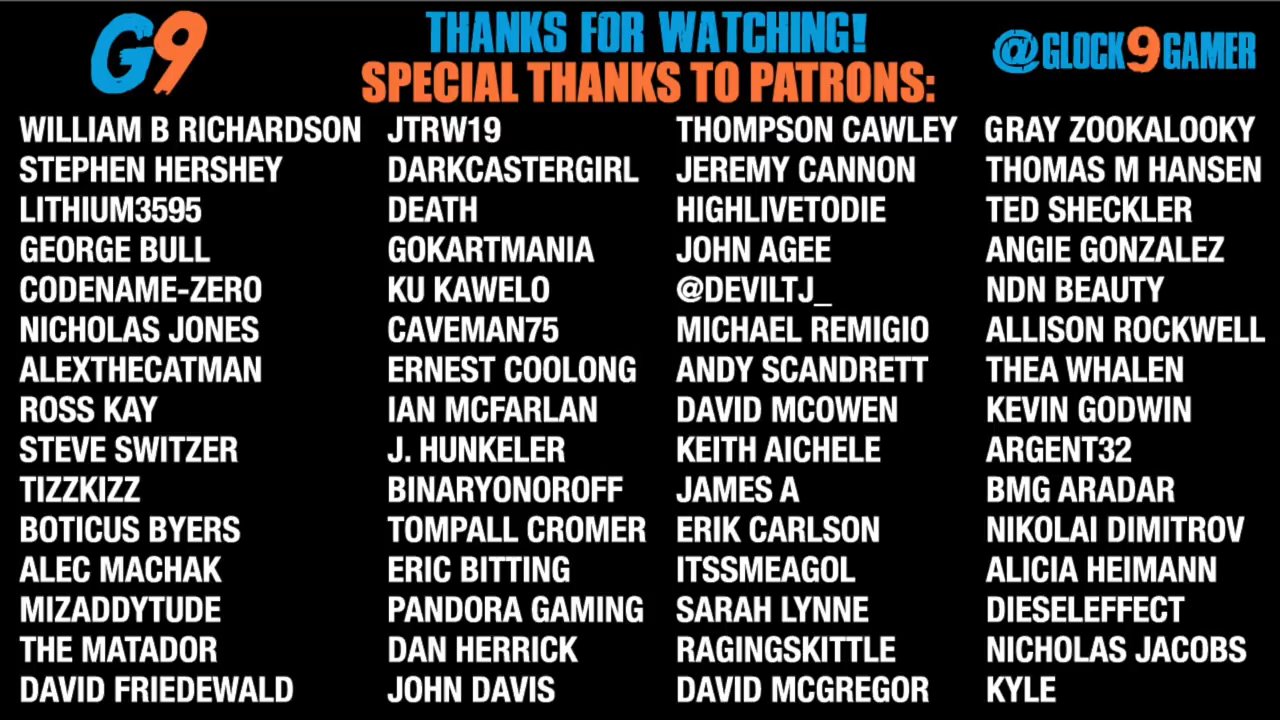 G9
THANKS FOR WATCHING!
SPECIAL THANKS TO PATRONS:
@GLOCK9GAMER
WILLIAM B RICHARDSON
STEPHEN HERSHEY
LITHIUM3595
GEORGE BULL
CODENAME-ZERO
NICHOLAS JONES
ALEXTHECATMAN
ROSS KAY
STEVE SWITZER
TIZZKIZZ
BOTICUS BYERS
ALEC MACHAK
MIZADDYTUDE
THE MATADOR
DAVID FRIEDEWALD
JTRW19
DARKCASTERGIRL
DEATH
GOKARTMANIA
KU KAWELO
CAVEMAN75
ERNEST COOLONG
IAN MCFARLAN
J. HUNKELER
BINARYONOROFF
TOMPALL CROMER
ERIC BITTING
PANDORA GAMING
DAN HERRICK
JOHN DAVIS
THOMPSON CAWLEY
JEREMY CANNON
HIGHLIVETODIE
JOHN AGEE
@DEVILTJ_
MICHAEL REMIGIO
ANDY SCANDRETT
DAVID MCOWEN
KEITH AICHELE
JAMES A
ERIK CARLSON
ITSSMEAGOL
SARAH LYNNE
RAGINGSKITTLE
DAVID MCGREGOR
GRAY ZOOKALOOKY
THOMAS M HANSEN
TED SHECKLER
ANGIE GONZALEZ
NDN BEAUTY
ALLISON ROCKWELL
THEA WHALEN
KEVIN GODWIN
ARGENT32
BMG ARADAR
NIKOLAI DIMITROV
ALICIA HEIMANN
DIESELEFFECT
NICHOLAS JACOBS
KYLE